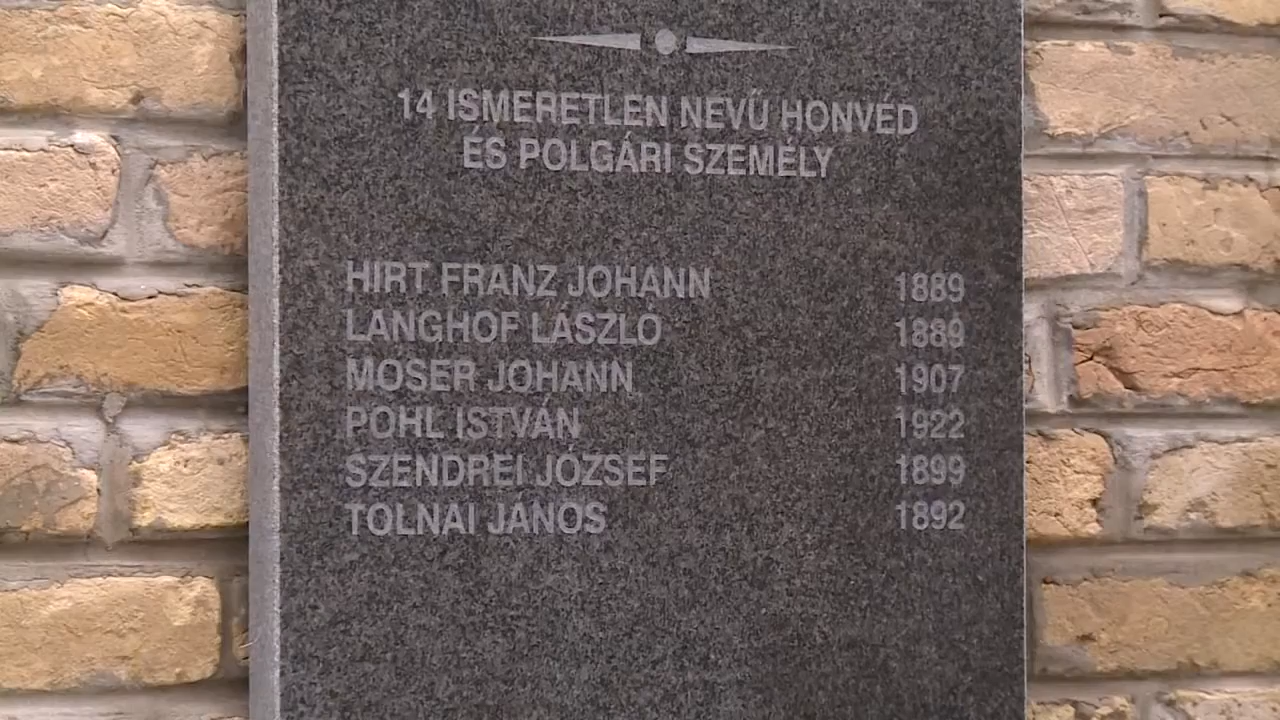 14 ISMERETLEN NEVŰ HONVÉD
ÉS POLGÁRI SZEMÉLY
HIRT FRANZ JOHANN 1889
LANGHOF LÁSZLÓ 1889
MOSER JOHANN 1907
POHL ISTVÁN 1922
SZENDREI JÓZSEF 1899
TOLNAI JÁNOS 1892